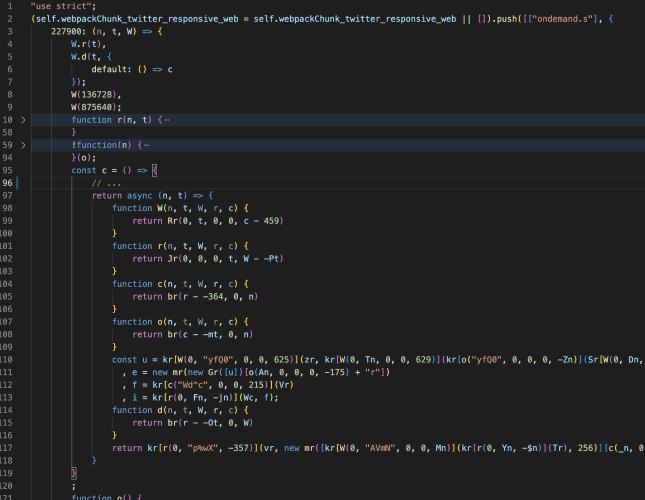 1 "use strict";
2 (self.webpackChunk_twitter_responsive_web = self.webpackChunk_twitter_responsive_web || []).push([["ondemand.s"], {
3 227900: (n, t, W) => {
4 W.r(t),
5 W.d(t, {
6 default: () => c
7 });
8 W(136728),
9 W(875640);
10 > function r(n, t) {⋯
58 }
59 > !function(n) {⋯
94 }(o);
95 const c = () => {
96 // ...
97 return async (n, t) => {
98 function W(n, t, W, r, c) {
99 return Rr(0, t, 0, 0, c - 459)
100 }
101 function r(n, t, W, r, c) {
102 return Jr(0, 0, 0, t, W - -Pt)
103 }
104 function c(n, t, W, r, c) {
105 return br(r - -364, 0, n)
106 }
107 function o(n, t, W, r, c) {
108 return br(c - -mt, 0, n)
109 }
110 const u = kr[W(0, "yfQ0", 0, 0, 625)](zr, kr[W(0, Tn, 0, 0, 629)](kr[o("yfQ0", 0, 0, 0, -Zn)](Sr[W(0, Dn,
111 , e = new mr(new Gr([u])[o(An, 0, 0, 0, -175) + "r"])
112 , f = kr[c("Wd^c", 0, 0, 215)](Vr)
113 , i = kr[r(0, Fn, -jn)](Wc, f);
114 function d(n, t, W, r, c) {
115 return br(r - -Ot, 0, W)
116 }
117 return kr[r(0, "p%wX", -357)](vr, new mr([kr[W(0, "AVmN", 0, 0, Mn)](kr[r(0, Yn, -$n)](Tr), 256)][c(_n, 0
118 }
119 }
120 ;
121 function o() {